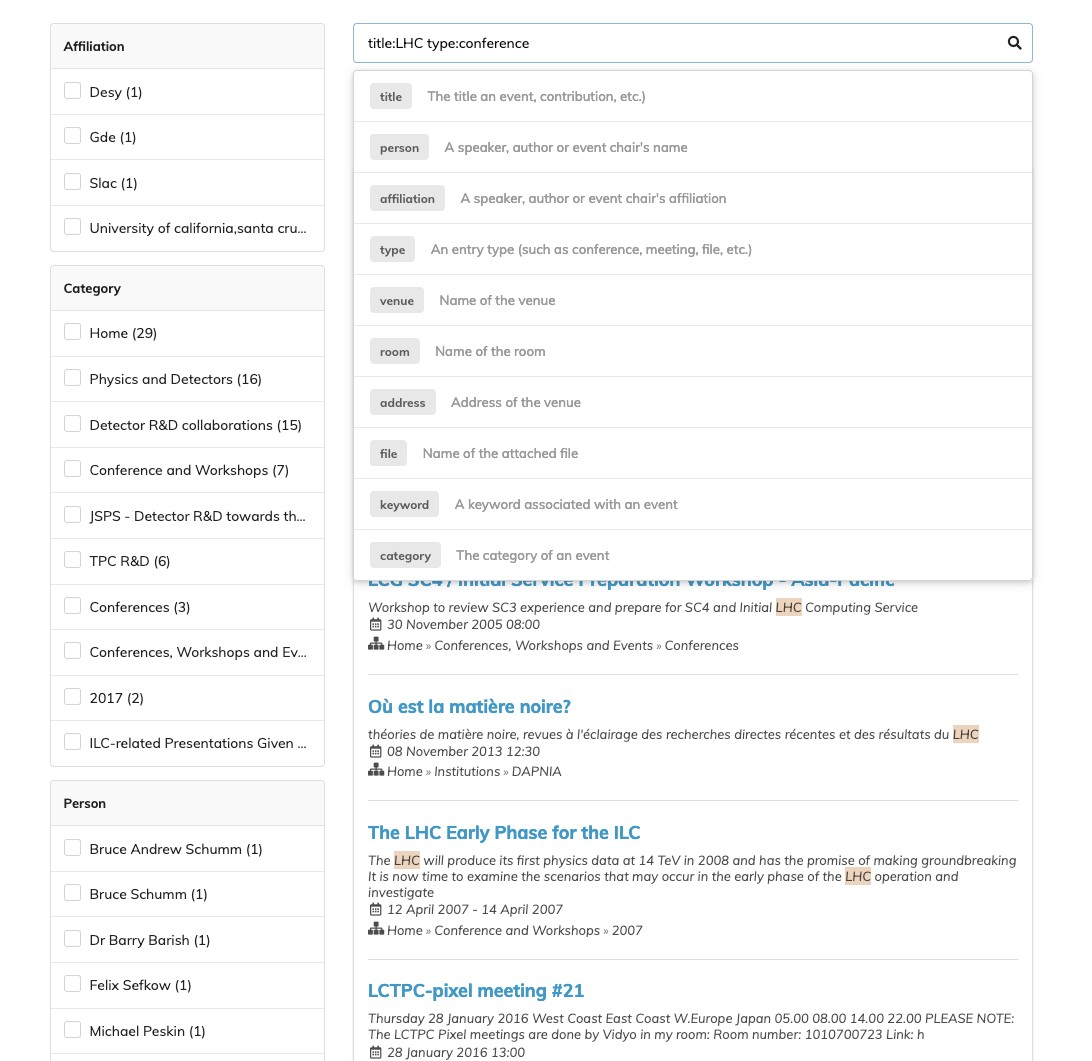 Affiliation
Desy (1)
Gde (1)
Slac (1)
University of california,santa cru...
Category
Home (29)
Physics and Detectors (16)
Detector R&D collaborations (15)
Conference and Workshops (7)
JSPS - Detector R&D towards th...
TPC R&D (6)
Conferences (3)
Conferences, Workshops and Ev...
2017 (2)
ILC-related Presentations Given ...
Person
Bruce Andrew Schumm (1)
Bruce Schumm (1)
Dr Barry Barish (1)
Felix Sefkow (1)
Michael Peskin (1)
title:LHC type:conference
title The title an event, contribution, etc.)
person A speaker, author or event chair's name
affiliation A speaker, author or event chair's affiliation
type An entry type (such as conference, meeting, file, etc.)
venue Name of the venue
room Name of the room
address Address of the venue
file Name of the attached file
keyword A keyword associated with an event
category The category of an event
LCG SC4 / Initial Service Preparation Workshop - Asia-Pacific
Workshop to review SC3 experience and prepare for SC4 and Initial LHC Computing Service
30 November 2005 08:00
Home » Conferences, Workshops and Events » Conferences
Où est la matière noire?
théories de matière noire, revues à l'éclairage des recherches directes récentes et des résultats du LHC
08 November 2013 12:30
Home » Institutions » DAPNIA
The LHC Early Phase for the ILC
The LHC will produce its first physics data at 14 TeV in 2008 and has the promise of making groundbreaking
It is now time to examine the scenarios that may occur in the early phase of the LHC operation and
investigate
12 April 2007 - 14 April 2007
Home » Conference and Workshops » 2007
LCTPC-pixel meeting #21
Thursday 28 January 2016 West Coast East Coast W.Europe Japan 05.00 08.00 14.00 22.00 PLEASE NOTE:
The LCTPC Pixel meetings are done by Vidyo in my room: Room number: 1010700723 Link: h
28 January 2016 13:00